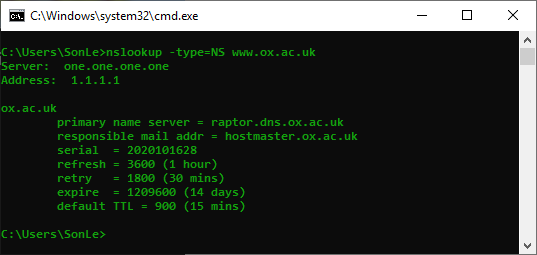 C:\Windows\system32\cmd.exe
C:\Users\SonLe>nslookup -type=NS www.ox.ac.uk
Server:  one.one.one.one
Address:  1.1.1.1
ox.ac.uk
primary name server = raptor.dns.ox.ac.uk
responsible mail addr = hostmaster.ox.ac.uk
serial  = 2020101628
refresh = 3600 (1 hour)
retry   = 1800 (30 mins)
expire  = 1209600 (14 days)
default TTL = 900 (15 mins)
C:\Users\SonLe>